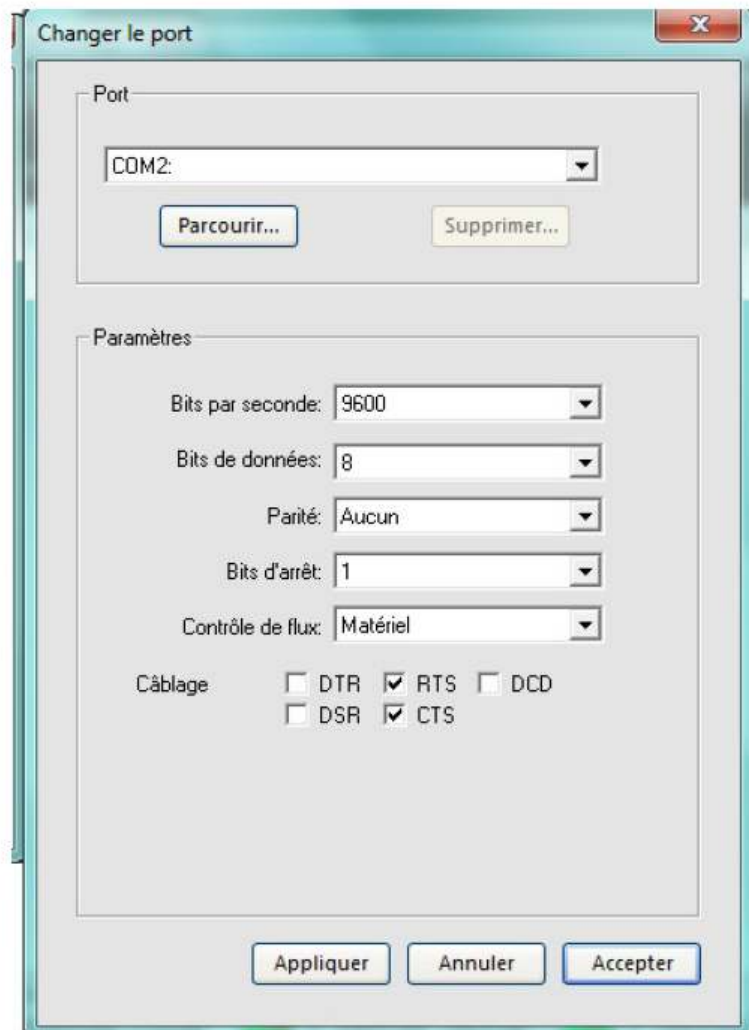 Changer le port
Port
COM2:
Parcourir... Supprimer...
Paramètres
Bits par seconde: 9600
Bits de données: 8
Parité: Aucun
Bits d'arrêt: 1
Contrôle de flux: Matériel
Câblage DTR RTS DCD
DSR CTS
Appliquer Annuler Accepter